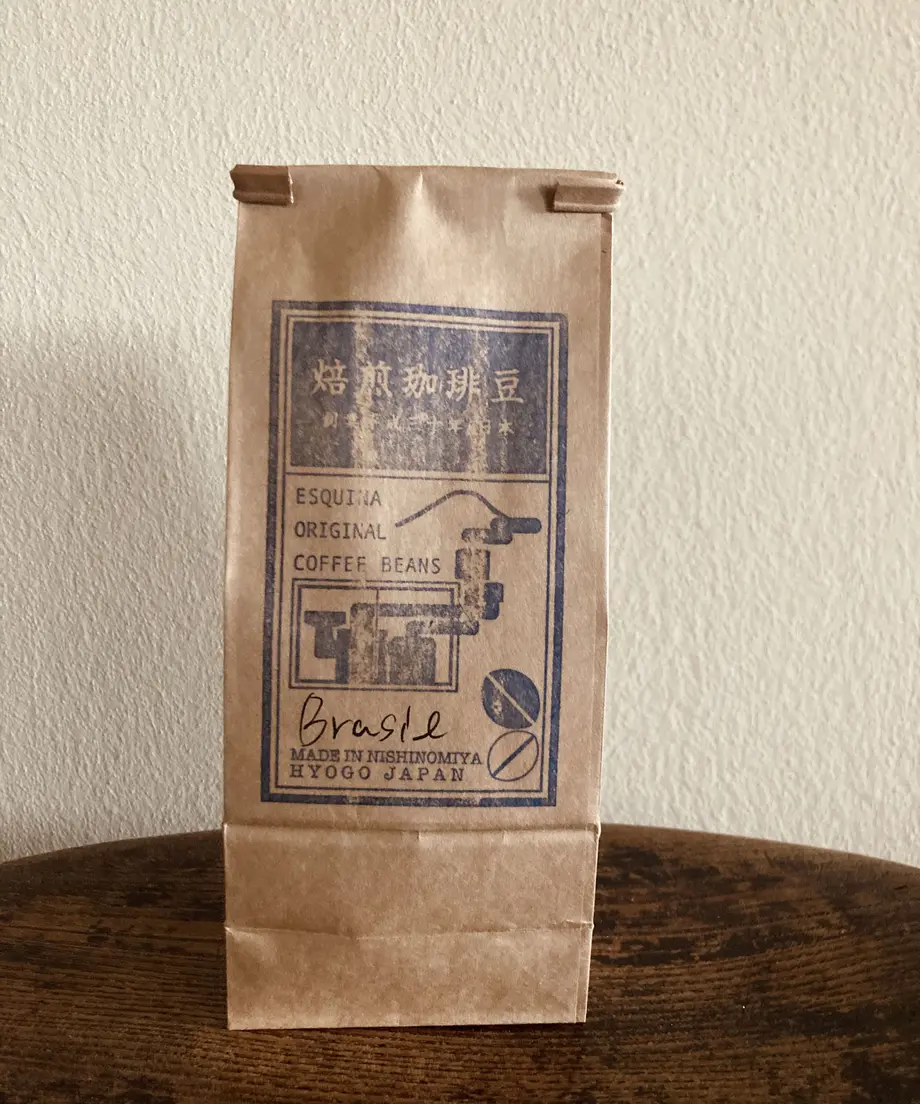 焙煎珈琲豆
ESQUINA
ORIGINAL
COFFEE BEANS
Brasil
MADE IN NISHINOMIYA
HYOGO JAPAN